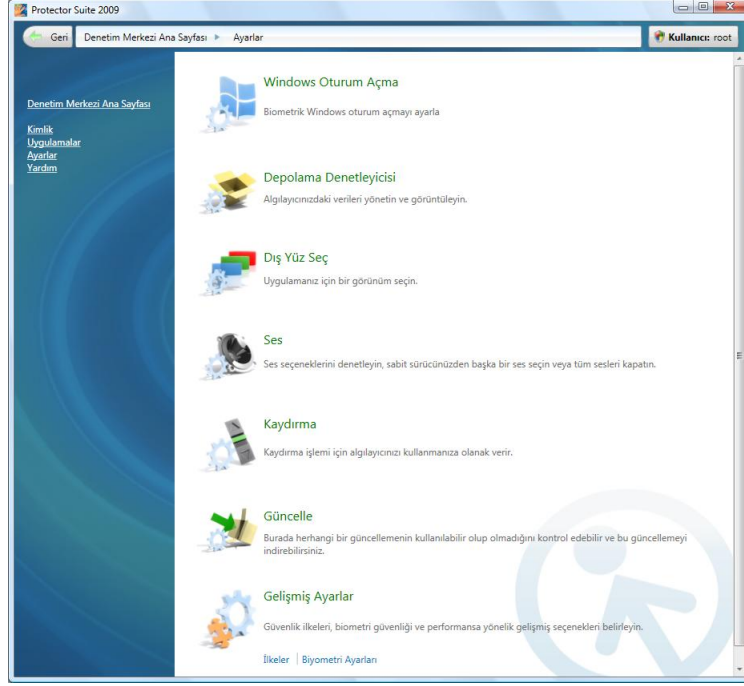 Protector Suite 2009
Geri Denetim Merkezi Ana Sayfası Ayarlar Kullanıcı: root
Denetim Merkezi Ana Sayfası
Kimlik
Uygulamalar
Ayarlar
Yardım
Windows Oturum Açma
Biometrik Windows oturum açmayı ayarla
Depolama Denetleyicisi
Algılayıcınızdaki verileri yönetin ve görüntüleyin.
Dış Yüz Seç
Uygulamanız için bir görünüm seçin.
Ses
Ses seçeneklerini denetleyin, sabit sürücünüzden başka bir ses seçin veya tüm sesleri kapatın.
Kaydırma
Kaydırma işlemi için algılayıcınızı kullanmanıza olanak verir.
Güncelle
Burada herhangi bir güncellemenin kullanılabilir olup olmadığını kontrol edebilir ve bu güncellemeyi
indirebilirsiniz.
Gelişmiş Ayarlar
Güvenlik ilkeleri, biometri güvenliği ve performansa yönelik gelişmiş seçenekleri belirleyin.
İlkeler Biyometri Ayarları